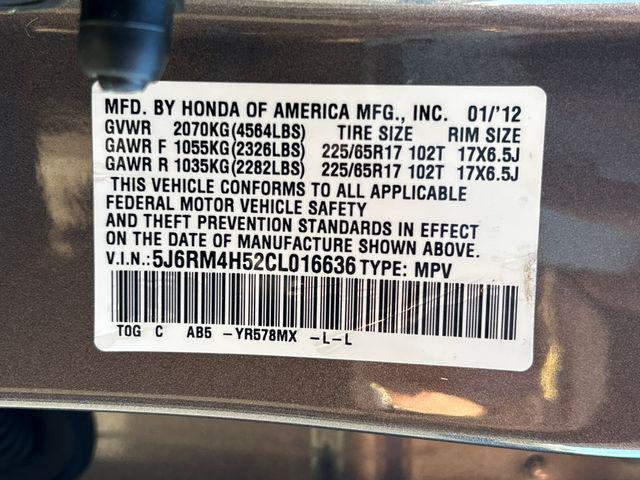 MFD. BY HONDA OF AMERICA MFG., INC. 01/'12
GVWR 2070KG(4564LBS) TIRE SIZE RIM SIZE
GAWR F 1055KG(2326LBS) 225/65R17 102T 17X6.5J
GAWR R 1035KG(2282LBS) 225/65R17 102T 17X6.5J
THIS VEHICLE CONFORMS TO ALL APPLICABLE
FEDERAL MOTOR VEHICLE SAFETY
AND THEFT PREVENTION STANDARDS IN EFFECT
ON THE DATE OF MANUFACTURE SHOWN ABOVE.
V.I.N.:5J6RM4H52CL016636 TYPE: MPV
TOG C AB5 -YR578MX -L-L